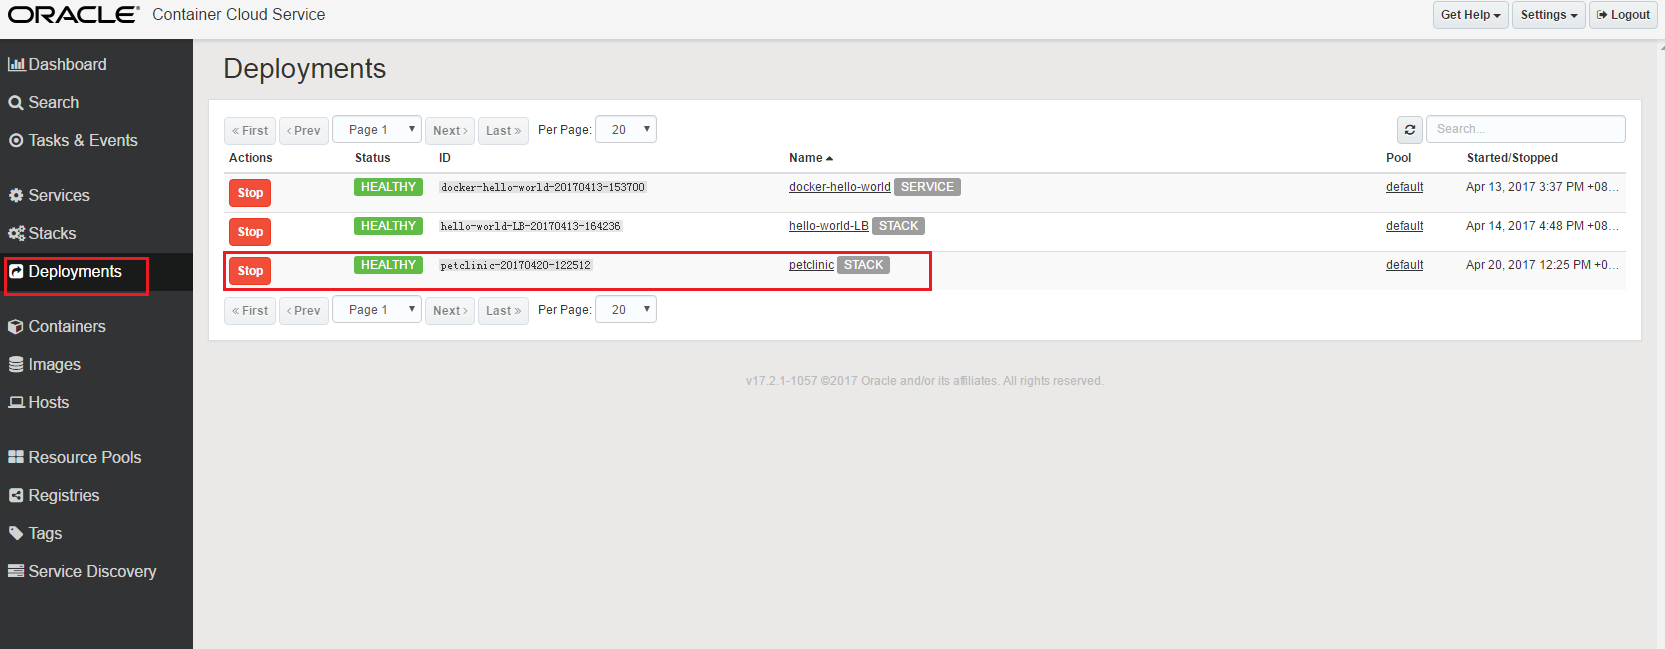 ORACLE® Container Cloud Service
Get Help Settings Logout
Dashboard
Search
Tasks & Events
Services
Stacks
Deployments
Containers
Images
Hosts
Resource Pools
Registries
Tags
Service Discovery
Deployments
« First ‹ Prev Page 1 Next › Last » Per Page: 20 Search...
Actions Status ID Name Pool Started/Stopped
Stop HEALTHY docker-hello-world-20170413-153700 docker-hello-world SERVICE default Apr 13, 2017 3:37 PM +08...
Stop HEALTHY hello-world-LB-20170413-164236 hello-world-LB STACK default Apr 14, 2017 4:48 PM +08...
Stop HEALTHY petclinic-20170420-122512 petclinic STACK default Apr 20, 2017 12:25 PM +0...
« First ‹ Prev Page 1 Next › Last » Per Page: 20
v17.2.1-1057 ©2017 Oracle and/or its affiliates. All rights reserved.